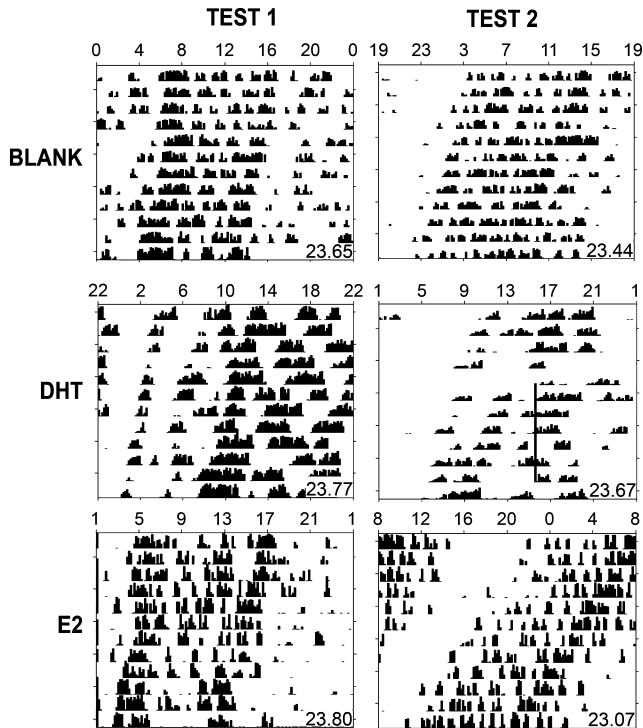 TEST 1 TEST 2
0 4 8 12 16 20 0 19 23 3 7 11 15 19
BLANK
23.65 23.44
22 2 6 10 14 18 22 1 5 9 13 17 21 1
DHT
23.77 23.67
1 5 9 13 17 21 1 8 12 16 20 0 4 8
E2
23.80 23.07